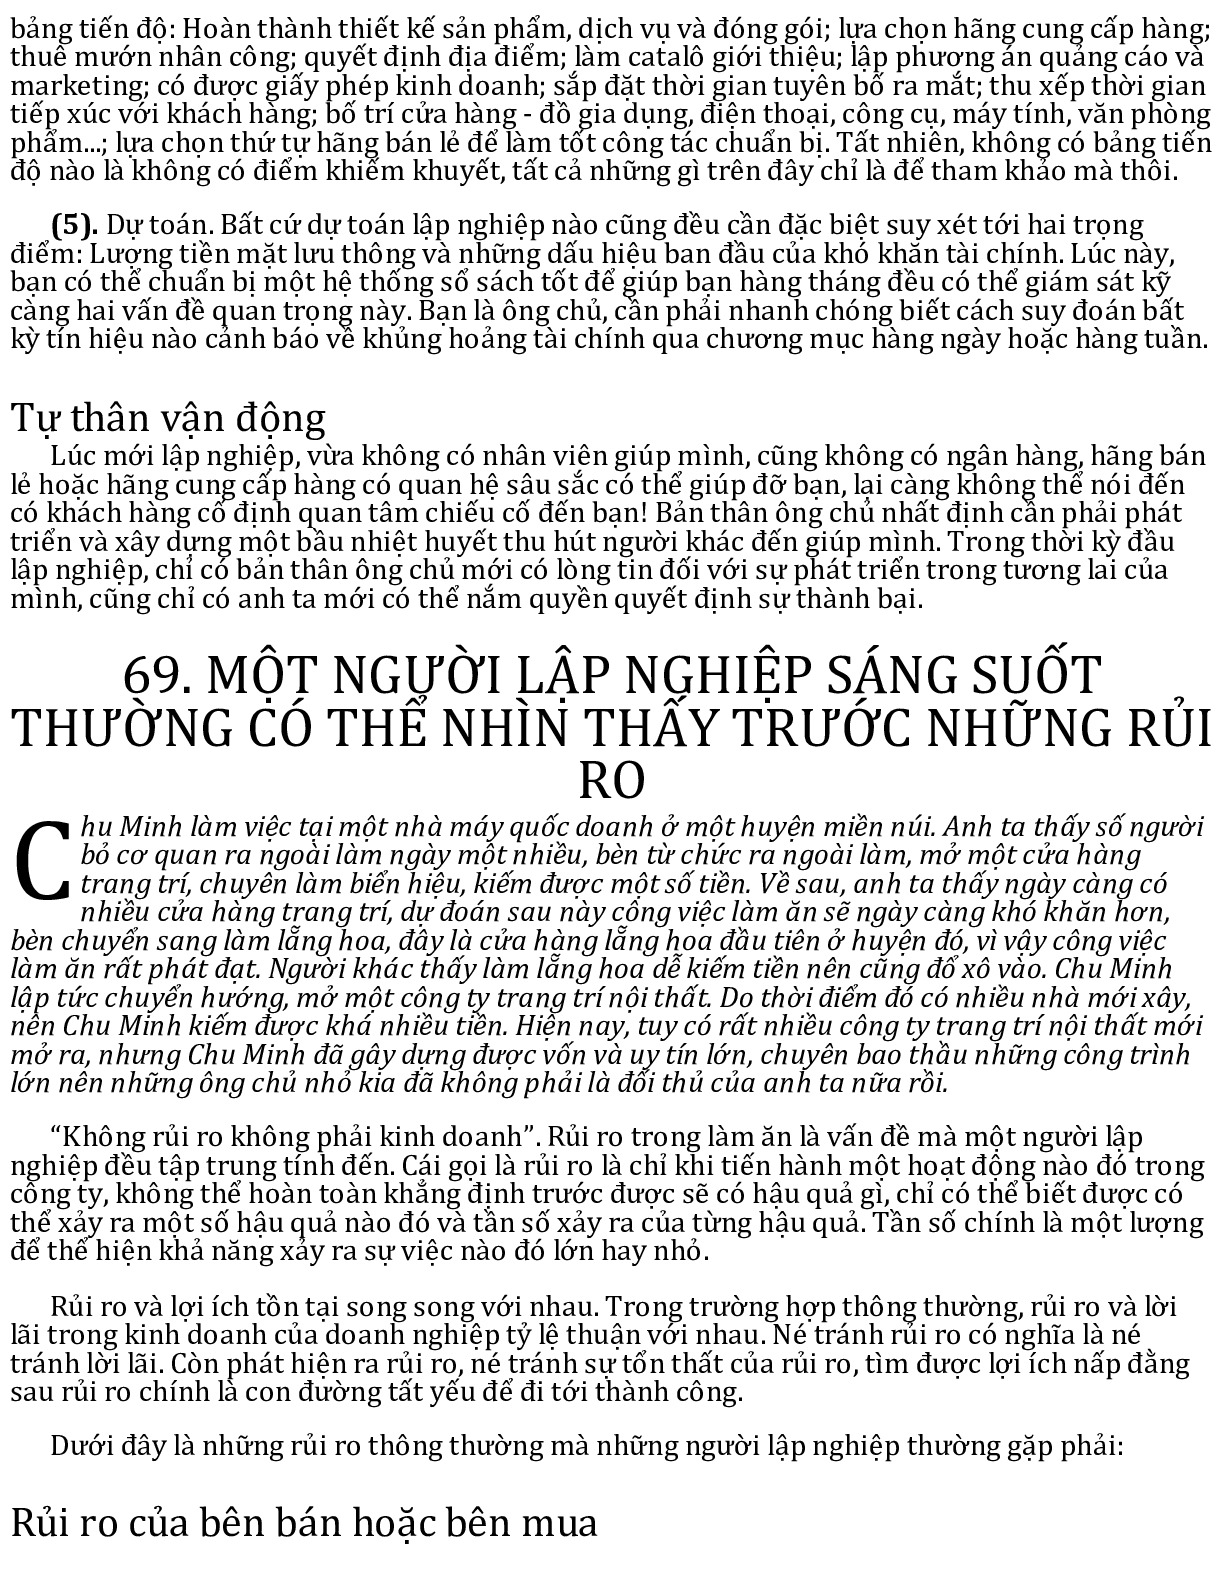 bảng tiến độ: Hoàn thành thiết kế sản phẩm, dịch vụ và đóng gói; lựa chọn hãng cung cấp hàng;
thuê mướn nhân công; quyết định địa điểm; làm catalô giới thiệu; lập phương án quảng cáo và
marketing; có được giấy phép kinh doanh; sắp đặt thời gian tuyên bố ra mắt; thu xếp thời gian
tiếp xúc với khách hàng; bố trí cửa hàng - đồ gia dụng, điện thoại, công cụ, máy tính, văn phòng
phẩm...; lựa chọn thứ tự hãng bán lẻ để làm tốt công tác chuẩn bị. Tất nhiên, không có bảng tiến
độ nào là không có điểm khiếm khuyết, tất cả những gì trên đây chỉ là để tham khảo mà thôi.
(5). Dự toán. Bất cứ dự toán lập nghiệp nào cũng đều cần đặc biệt suy xét tới hai trọng
điểm: Lượng tiền mặt lưu thông và những dấu hiệu ban đầu của khó khăn tài chính. Lúc này,
bạn có thể chuẩn bị một hệ thống sổ sách tốt để giúp bạn hàng tháng đều có thể giám sát kỹ
càng hai vấn đề quan trọng này. Bạn là ông chủ, cần phải nhanh chóng biết cách suy đoán bất
kỳ tín hiệu nào cảnh báo về khủng hoảng tài chính qua chương mục hàng ngày hoặc hàng tuần.
Tự thân vận động
Lúc mới lập nghiệp, vừa không có nhân viên giúp mình, cũng không có ngân hàng, hãng bán
lẻ hoặc hãng cung cấp hàng có quan hệ sâu sắc có thể giúp đỡ bạn, lại càng không thể nói đến
có khách hàng cố định quan tâm chiếu cố đến bạn! Bản thân ông chủ nhất định cần phải phát
triển và xây dựng một bầu nhiệt huyết thu hút người khác đến giúp mình. Trong thời kỳ đầu
lập nghiệp, chỉ có bản thân ông chủ mới có lòng tin đối với sự phát triển trong tương lai của
mình, cũng chỉ có anh ta mới có thể nắm quyền quyết định sự thành bại.
69. MỘT NGƯỜI LẬP NGHIỆP SÁNG SUỐT
THƯỜNG CÓ THỂ NHÌN THẤY TRƯỚC NHỮNG RỦI
RO
Chu Minh làm việc tại một nhà máy quốc doanh ở một huyện miền núi. Anh ta thấy số người
bỏ cơ quan ra ngoài làm ngày một nhiều, bèn từ chức ra ngoài làm, mở một cửa hàng
trang trí, chuyên làm biển hiệu, kiếm được một số tiền. Về sau, anh ta thấy ngày càng có
nhiều cửa hàng trang trí, dự đoán sau này công việc làm ăn sẽ ngày càng khó khăn hơn,
bèn chuyển sang làm lẵng hoa, đây là cửa hàng lẵng hoa đầu tiên ở huyện đó, vì vậy công việc
làm ăn rất phát đạt. Người khác thấy làm lẵng hoa dễ kiếm tiền nên cũng đổ xô vào. Chu Minh
lập tức chuyển hướng, mở một công ty trang trí nội thất. Do thời điểm đó có nhiều nhà mới xây,
nên Chu Minh kiếm được khá nhiều tiền. Hiện nay, tuy có rất nhiều công ty trang trí nội thất mới
mở ra, nhưng Chu Minh đã gây dựng được vốn và uy tín lớn, chuyên bao thầu những công trình
lớn nên những ông chủ nhỏ kia đã không phải là đối thủ của anh ta nữa rồi.
“Không rủi ro không phải kinh doanh”. Rủi ro trong làm ăn là vấn đề mà một người lập
nghiệp đều tập trung tính đến. Cái gọi là rủi ro là chỉ khi tiến hành một hoạt động nào đó trong
công ty, không thể hoàn toàn khẳng định trước được sẽ có hậu quả gì, chỉ có thể biết được có
thể xảy ra một số hậu quả nào đó và tần số xảy ra của từng hậu quả. Tần số chính là một lượng
để thể hiện khả năng xảy ra sự việc nào đó lớn hay nhỏ.
Rủi ro và lợi ích tồn tại song song với nhau. Trong trường hợp thông thường, rủi ro và lời
lãi trong kinh doanh của doanh nghiệp tỷ lệ thuận với nhau. Né tránh rủi ro có nghĩa là né
tránh lời lãi. Còn phát hiện ra rủi ro, né tránh sự tổn thất của rủi ro, tìm được lợi ích nấp đằng
sau rủi ro chính là con đường tất yếu để đi tới thành công.
Dưới đây là những rủi ro thông thường mà những người lập nghiệp thường gặp phải:
Rủi ro của bên bán hoặc bên mua